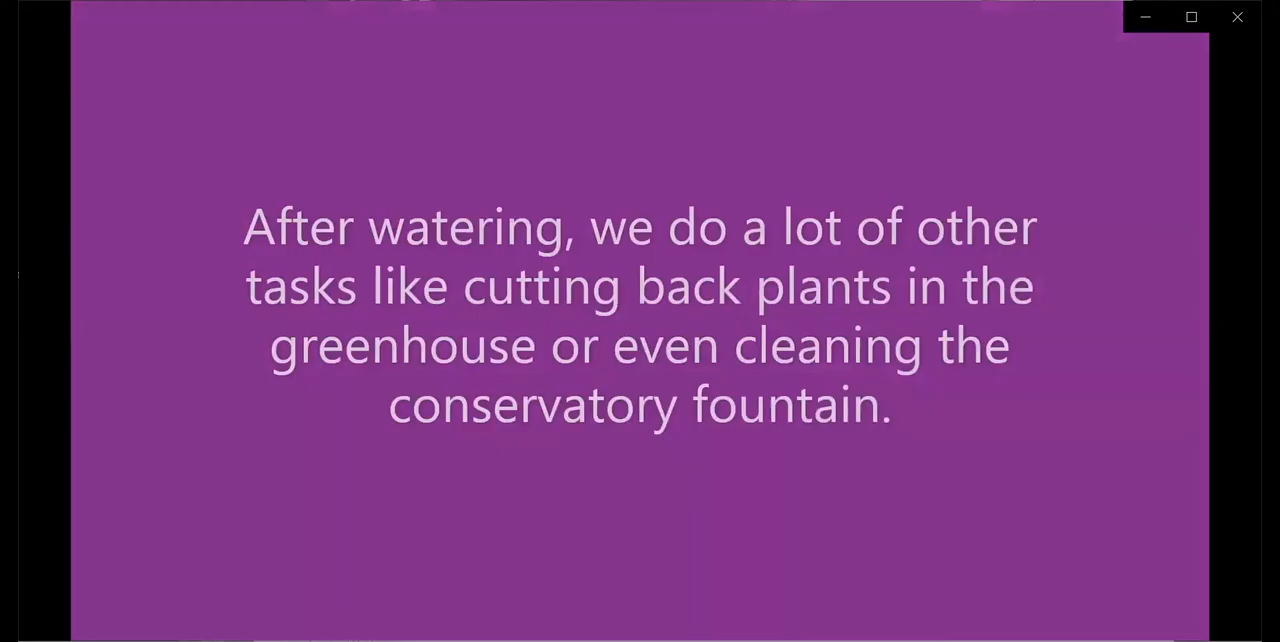 After watering, we do a lot of other
tasks like cutting back plants in the
greenhouse or even cleaning the
conservatory fountain.